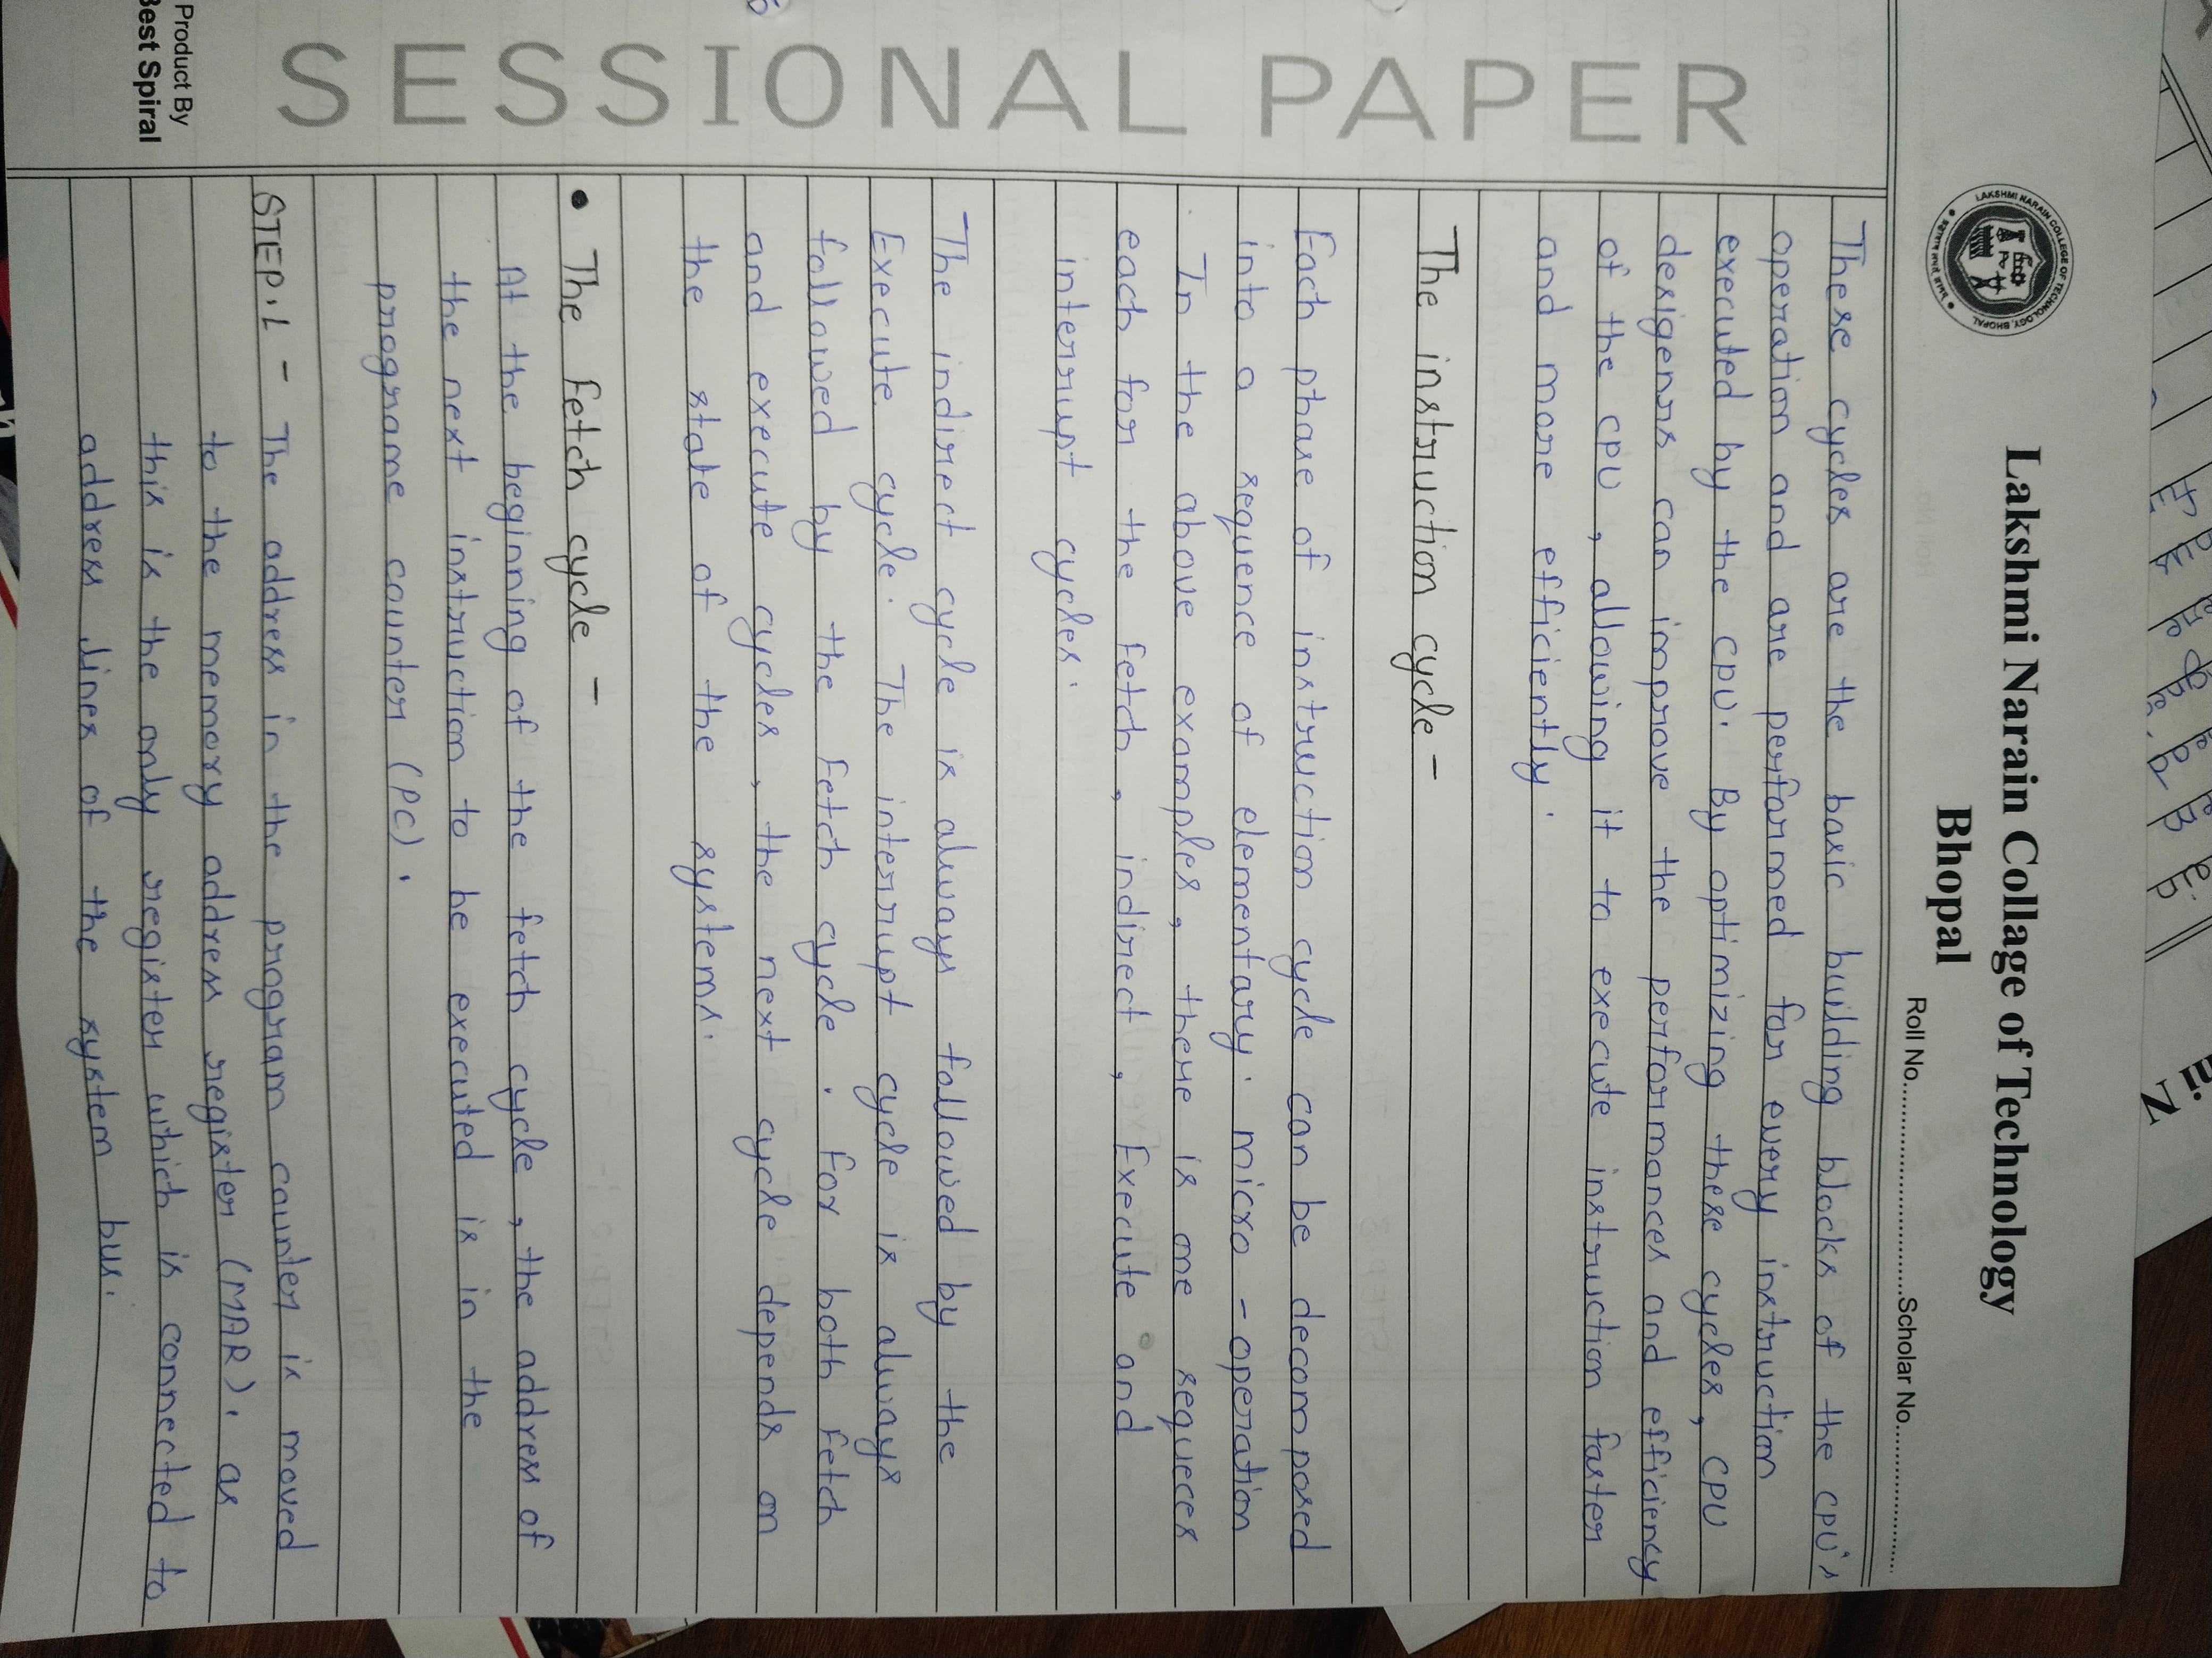 Lakshmi Narain Collage of Technology
Bhopal
Roll No..............................Scholar No.....................
LAKSHMI NARAIN COLLEGE OF TECHNOLOGY, BHOPAL
SESSIONAL PAPER
These cycles are the basic building blocks of the CPU's
operation and are performed for every instruction
executed by the CPU. By optimizing these cycles, CPU
desigenrs can improve the performances and efficiency
of the CPU, allowing it to execute instruction faster
and more efficiently.
The instruction cycle -
Each phase of instruction cycle can be decomposed
into a sequence of elementary. micro - operation
. In the above examples, there is one sequeces
each for the Fetch, indirect, Execute and
interrupt cycles.
The indirect cycle is always followed by the
Execute cycle. The interrupt cycle is always
followed by the Fetch cycle. For both Fetch
and execute cycles, the next cycle depends on
the state of the systems.
• The Fetch cycle -
At the beginning of the fetch cycle, the address of
the next instruction to be executed is in the
programe counter (PC).
STEP.1 - The address in the program counter is moved
to the memory address register (MAR). as
this is the only register which is connected to
address lines of the system bus.
Product By
Best Spiral